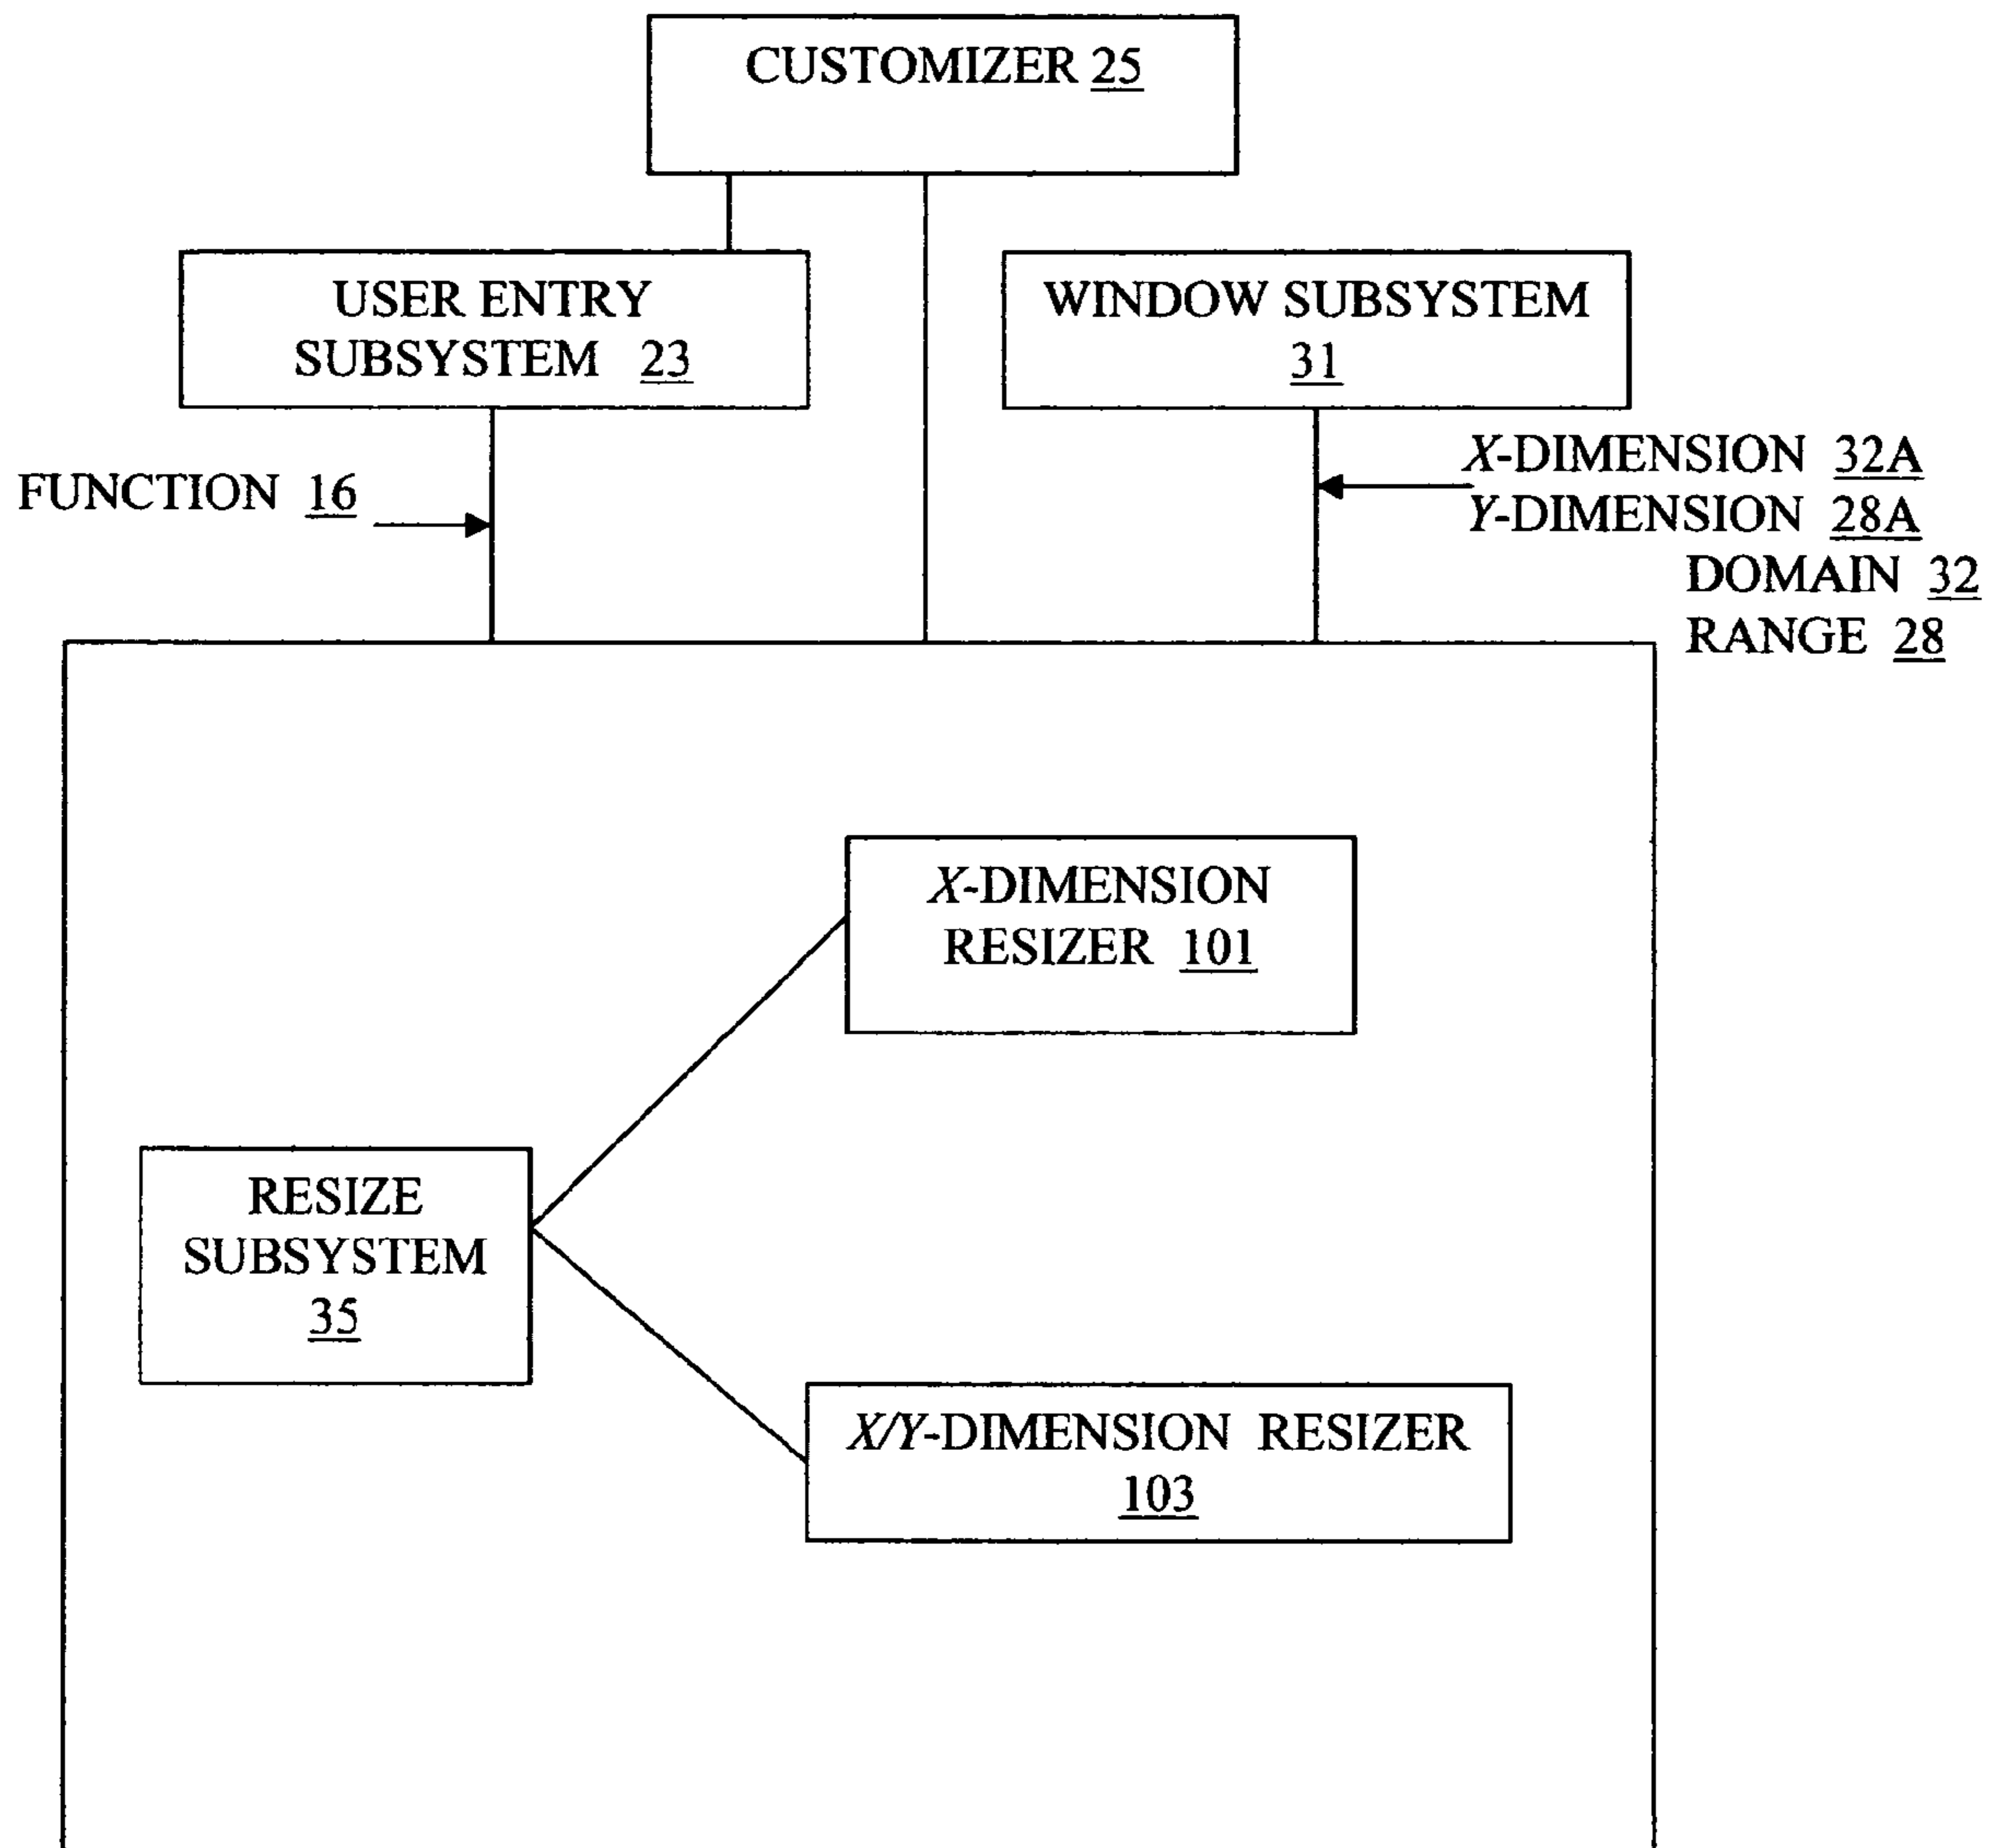 CUSTOMIZER 25
USER ENTRY
SUBSYSTEM 23
WINDOW SUBSYSTEM
31
FUNCTION 16
X-DIMENSION 32A
Y-DIMENSION 28A
DOMAIN 32
RANGE 28
X-DIMENSION
RESIZER 101
RESIZE
SUBSYSTEM
35
X/Y-DIMENSION RESIZER
103